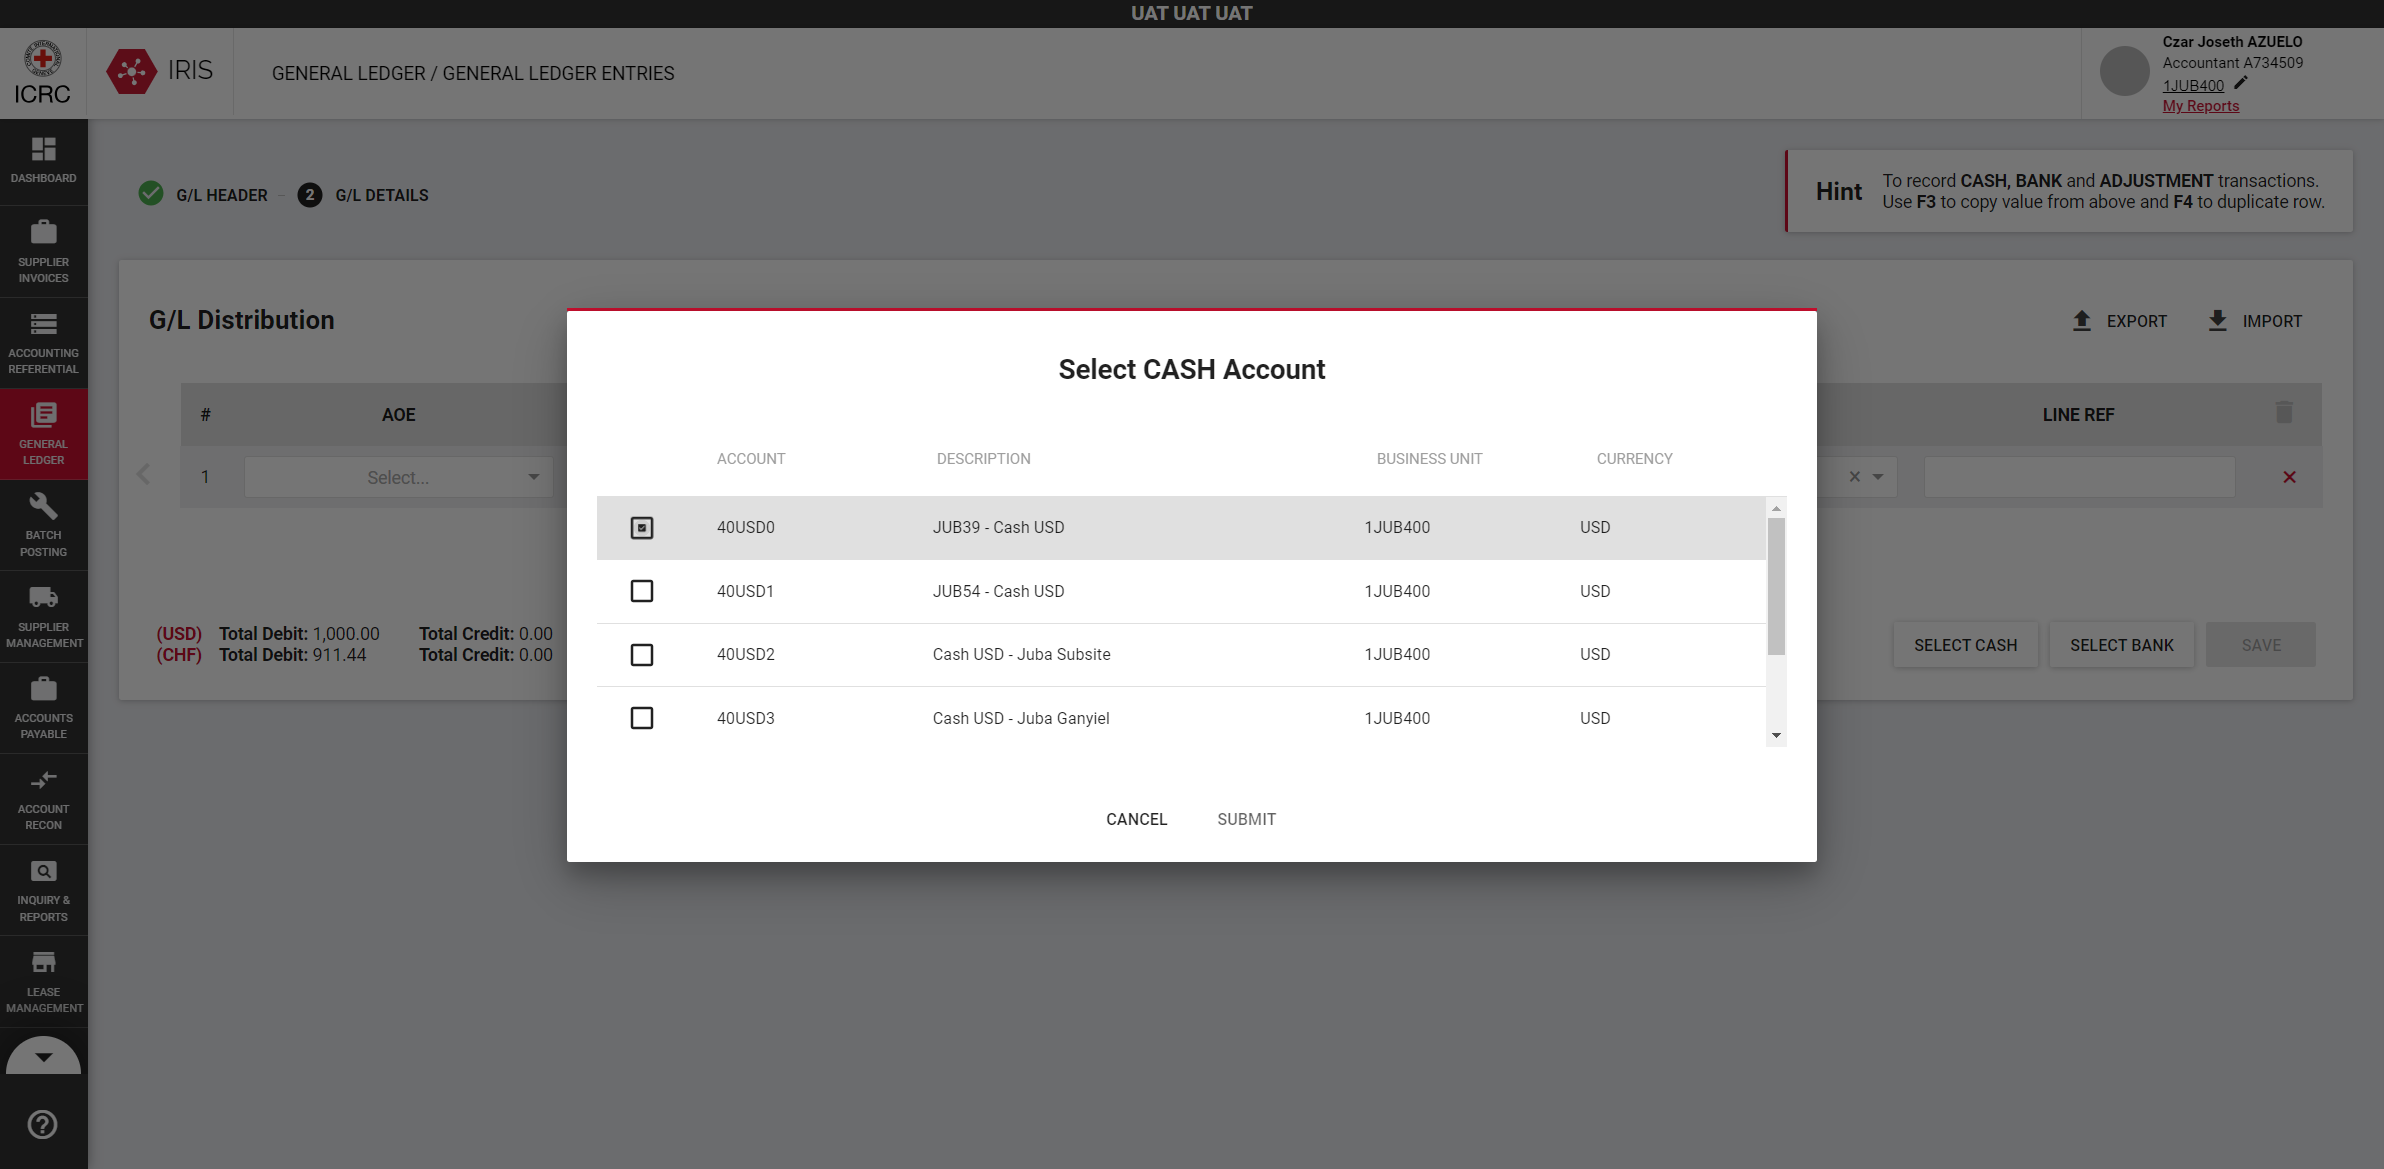 UAT UAT UAT
ICRC
IRIS
GENERAL LEDGER / GENERAL LEDGER ENTRIES
Czar Joseth AZUELO
Accountant A734509
1JUB400
My Reports
DASHBOARD
SUPPLIER
INVOICES
ACCOUNTING
REFERENTIAL
GENERAL
LEDGER
BATCH
POSTING
SUPPLIER
MANAGEMENT
ACCOUNTS
PAYABLE
ACCOUNT
RECON
INQUIRY &
REPORTS
LEASE
MANAGEMENT
G/L HEADER
2 G/L DETAILS
Hint
To record CASH, BANK and ADJUSTMENT transactions.
Use F3 to copy value from above and F4 to duplicate row.
G/L Distribution
EXPORT IMPORT
# AOE LINE REF
1 Select...
(USD) Total Debit: 1,000.00 Total Credit: 0.00
(CHF) Total Debit: 911.44 Total Credit: 0.00
SELECT CASH SELECT BANK SAVE
Select CASH Account
ACCOUNT DESCRIPTION BUSINESS UNIT CURRENCY
40USD0 JUB39 - Cash USD 1JUB400 USD
40USD1 JUB54 - Cash USD 1JUB400 USD
40USD2 Cash USD - Juba Subsite 1JUB400 USD
40USD3 Cash USD - Juba Ganyiel 1JUB400 USD
CANCEL SUBMIT